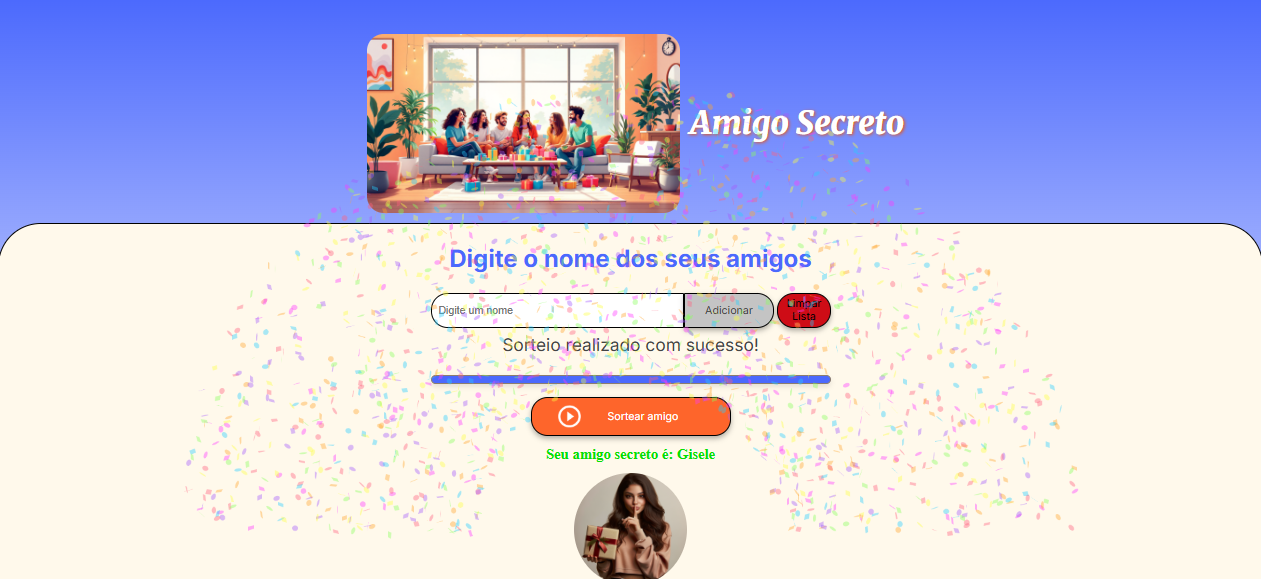 Amigo Secreto
Digite o nome dos seus amigos
Digite um nome
Adicionar
Limpar
Lista
Sorteio realizado com sucesso!
Sortear amigo
Seu amigo secreto é: Gisele